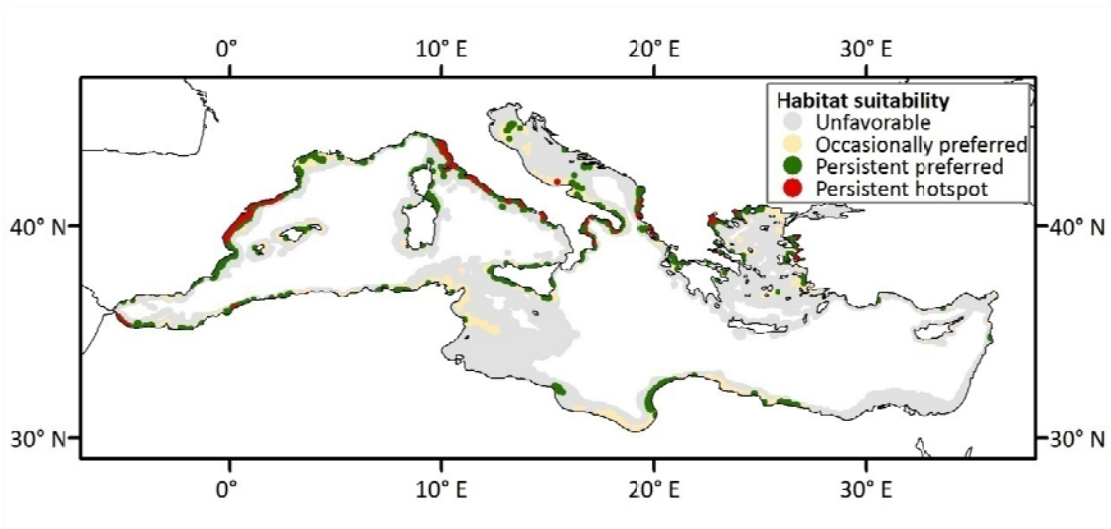 0° 10° E 20° E 30° E
Habitat suitability
Unfavorable
Occasionally preferred
Persistent preferred
Persistent hotspot
40° N 40° N
30° N 30° N
0° 10° E 20° E 30° E